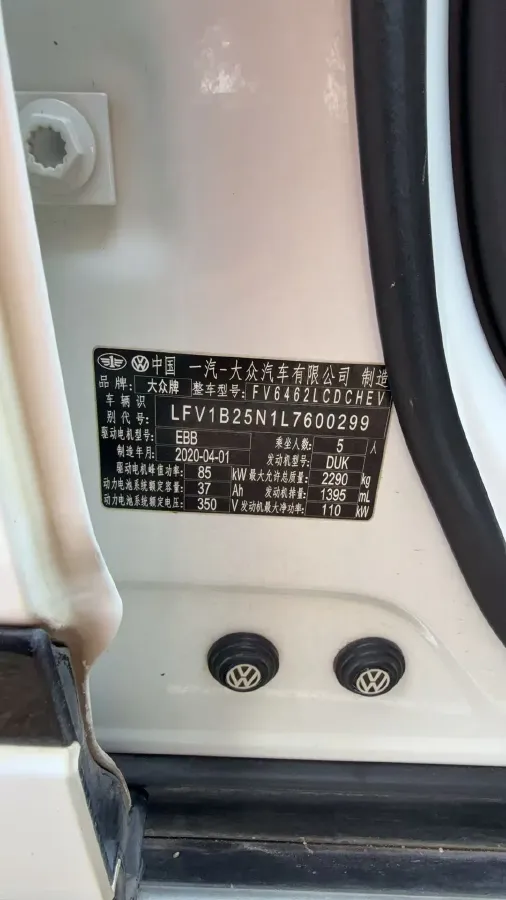 中国 一汽-大众汽车有限公司 制造
品 牌: 大众牌 整车型号: FV6462LCDCHEV
车 辆 识
别 代 号: LFV1B25N1L7600299
驱动电机型号: EBB 乘坐人数: 5 人
制造年月: 2020-04-01 发动机型号: DUK
驱动电机峰值功率: 85 kW 最大允许总质量: 2290 kg
动力电池系统额定容量: 37 Ah 发动机排量: 1395 mL
动力电池系统额定电压: 350 V 发动机最大净功率: 110 kW